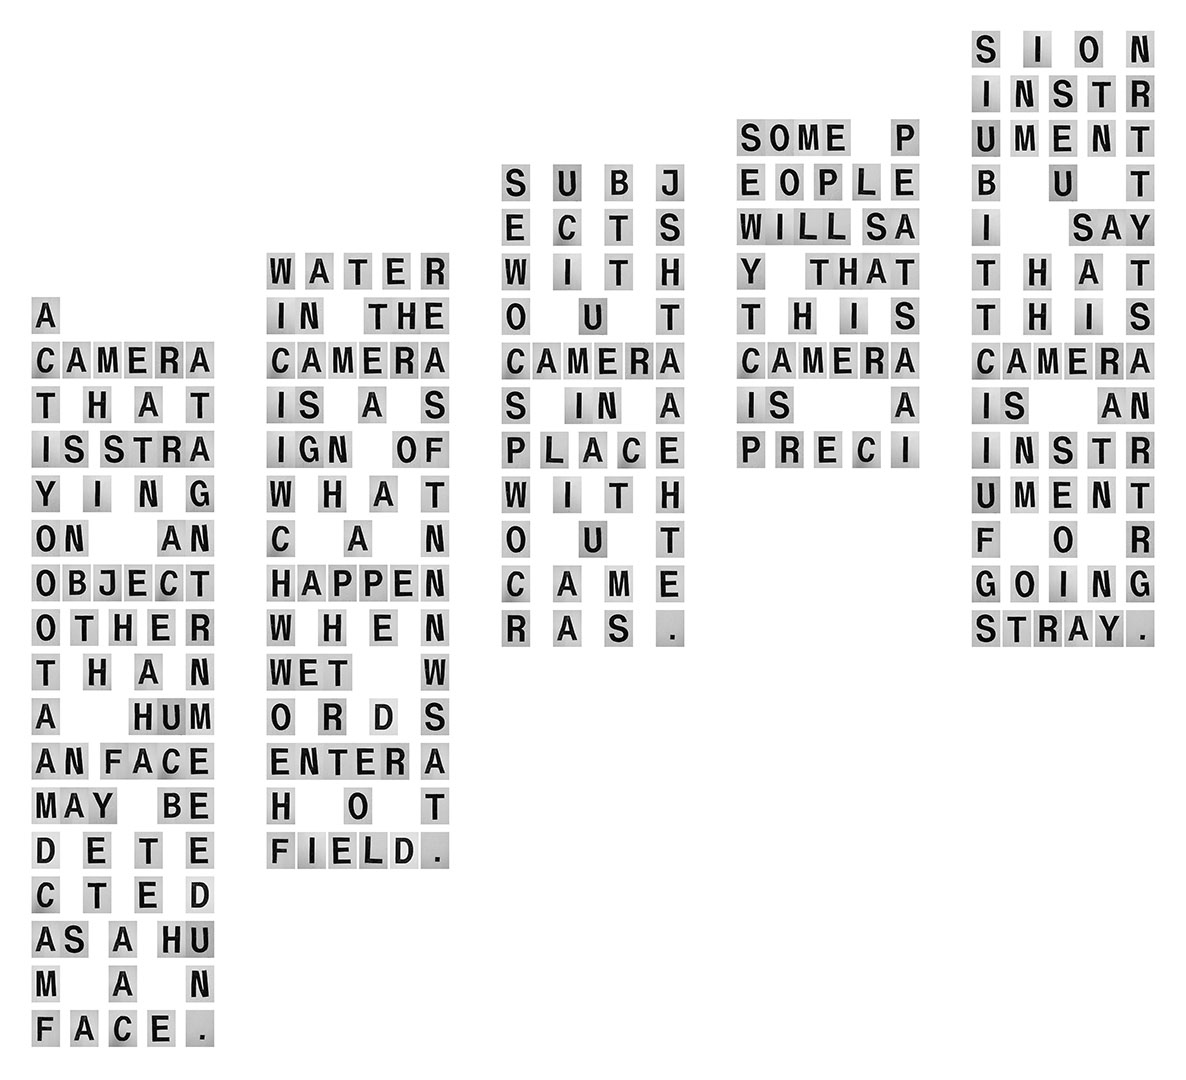 A
CAMERA
THAT
IS STRA
YING
ON AN
OBJECT
OTHER
THAN
A HUM
AN FACE
MAY BE
DETE
CTED
AS A HU
MAN
FACE.
WATER
IN THE
CAMERA
IS A S
IGN OF
WHAT
CAN
HAPPEN
WHEN
WET W
ORDS
ENTER A
HOT
FIELD.
SUBJ
ECTS
WITH
OUT
CAMERA
S IN A
PLACE
WITH
OUT
CAME
RAS.
SOME P
EOPLE
WILL SA
Y THAT
THIS
CAMERA
IS A
PRECI
SION
INSTR
UMENT
BUT
I SAY
THAT
THIS
CAMERA
IS AN
INSTR
UMENT
FOR
GOING
STRAY.